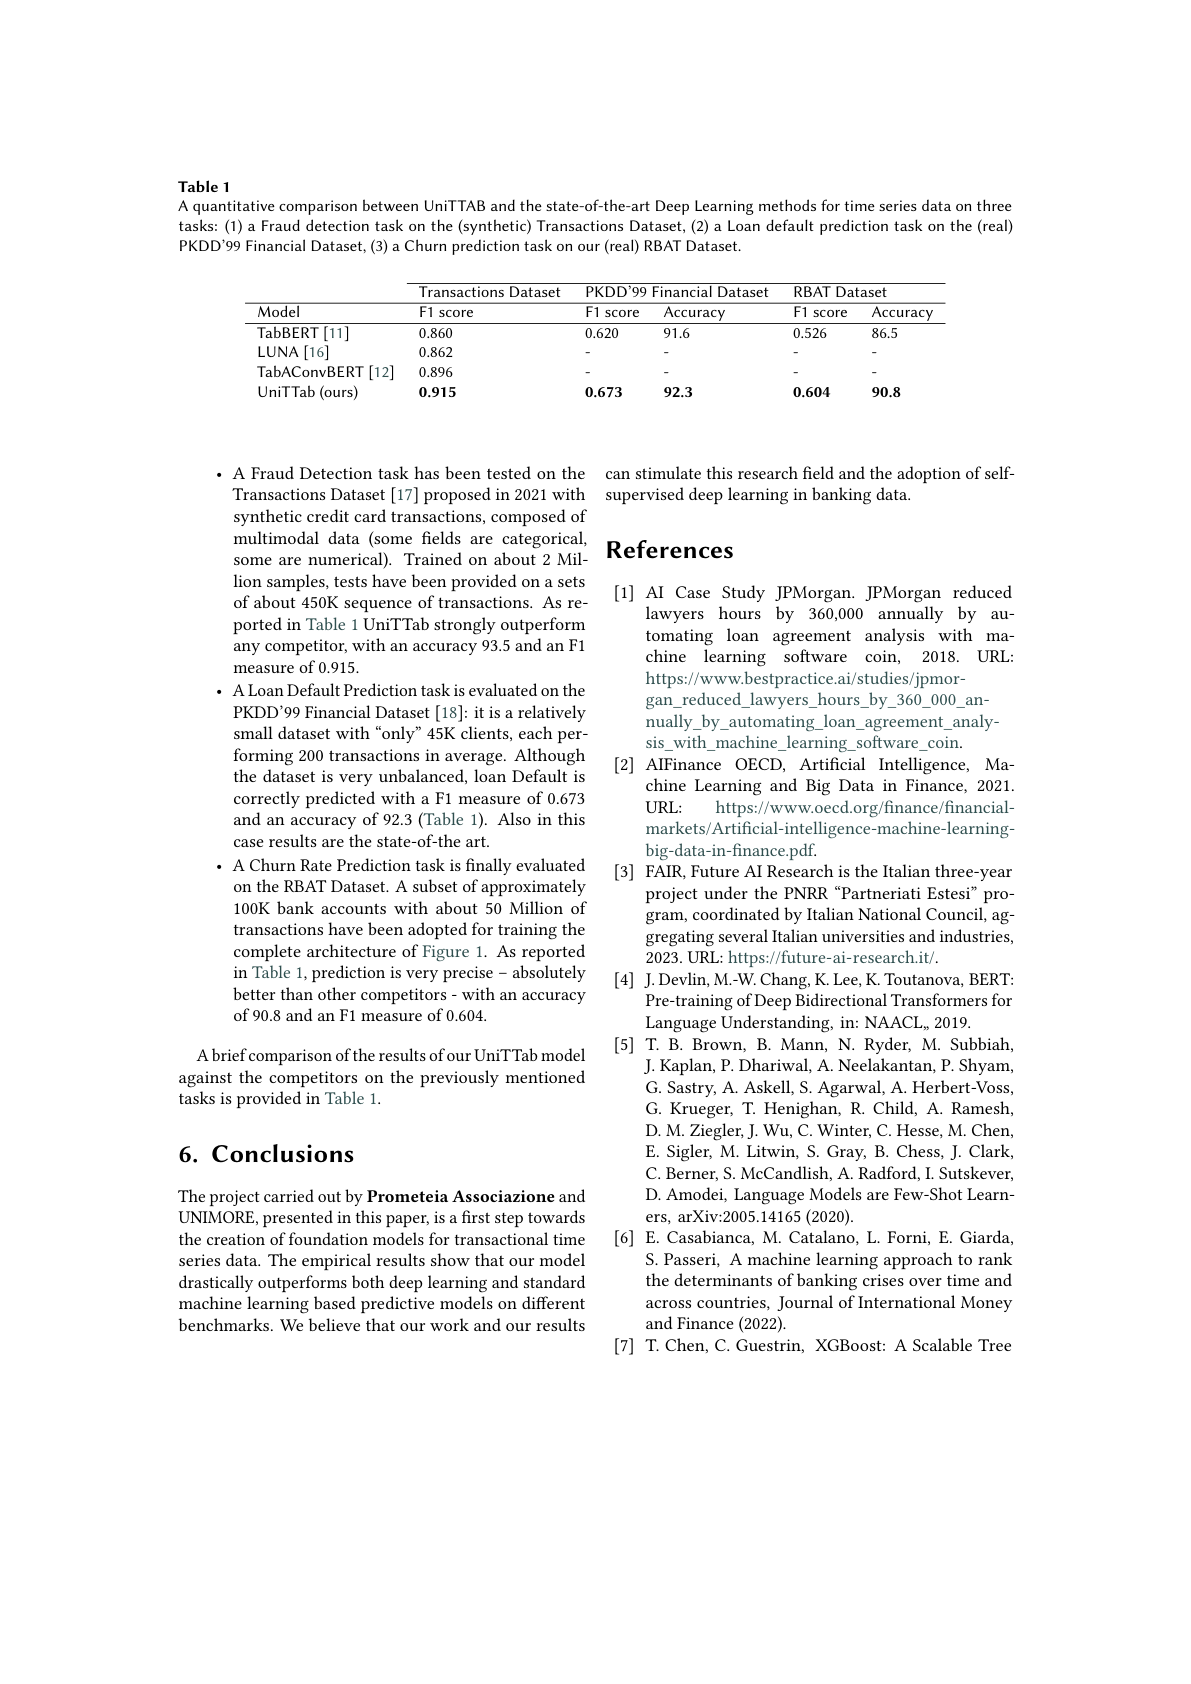 Table 1
A quantitative comparison between UniTTAB and the state-of-the-art Deep Learning methods for time series data on three
tasks: (1) a Fraud detection task on the (synthetic) Transactions Dataset, (2) a Loan default prediction task on the (real)
PKDD'99 Financial Dataset, (3) a Churn prediction task on our (real) RBAT Dataset.
Transactions Dataset PKDD'99 Financial Dataset RBAT Dataset
Model F1 score F1 score Accuracy F1 score Accuracy
TabBERT [11] 0.860 0.620 91.6 0.526 86.5
LUNA [16] 0.862 - - - -
TabAConvBERT [12] 0.896 - - - -
UniTTab (ours) 0.915 0.673 92.3 0.604 90.8
• A Fraud Detection task has been tested on the
Transactions Dataset [17] proposed in 2021 with
synthetic credit card transactions, composed of
multimodal data (some fields are categorical,
some are numerical). Trained on about 2 Mil-
lion samples, tests have been provided on a sets
of about 450K sequence of transactions. As re-
ported in Table 1 UniTTab strongly outperform
any competitor, with an accuracy 93.5 and an F1
measure of 0.915.
• A Loan Default Prediction task is evaluated on the
PKDD'99 Financial Dataset [18]: it is a relatively
small dataset with “only” 45K clients, each per-
forming 200 transactions in average. Although
the dataset is very unbalanced, loan Default is
correctly predicted with a F1 measure of 0.673
and an accuracy of 92.3 (Table 1). Also in this
case results are the state-of-the art.
• A Churn Rate Prediction task is finally evaluated
on the RBAT Dataset. A subset of approximately
100K bank accounts with about 50 Million of
transactions have been adopted for training the
complete architecture of Figure 1. As reported
in Table 1, prediction is very precise – absolutely
better than other competitors - with an accuracy
of 90.8 and an F1 measure of 0.604.
A brief comparison of the results of our UniTTab model
against the competitors on the previously mentioned
tasks is provided in Table 1.
6. Conclusions
The project carried out by Prometeia Associazione and
UNIMORE, presented in this paper, is a first step towards
the creation of foundation models for transactional time
series data. The empirical results show that our model
drastically outperforms both deep learning and standard
machine learning based predictive models on different
benchmarks. We believe that our work and our results
can stimulate this research field and the adoption of self-
supervised deep learning in banking data.
References
[1] AI Case Study JPMorgan. JPMorgan reduced
lawyers hours by 360,000 annually by au-
tomating loan agreement analysis with ma-
chine learning software coin, 2018. URL:
https://www.bestpractice.ai/studies/jpmor-
gan_reduced_lawyers_hours_by_360_000_an-
nually_by_automating_loan_agreement_analy-
sis_with_machine_learning_software_coin.
[2] AIFinance OECD, Artificial Intelligence, Ma-
chine Learning and Big Data in Finance, 2021.
URL: https://www.oecd.org/finance/financial-
markets/Artificial-intelligence-machine-learning-
big-data-in-finance.pdf.
[3] FAIR, Future AI Research is the Italian three-year
project under the PNRR “Partneriati Estesi” pro-
gram, coordinated by Italian National Council, ag-
gregating several Italian universities and industries,
2023. URL: https://future-ai-research.it/.
[4] J. Devlin, M.-W. Chang, K. Lee, K. Toutanova, BERT:
Pre-training of Deep Bidirectional Transformers for
Language Understanding, in: NAACL,, 2019.
[5] T. B. Brown, B. Mann, N. Ryder, M. Subbiah,
J. Kaplan, P. Dhariwal, A. Neelakantan, P. Shyam,
G. Sastry, A. Askell, S. Agarwal, A. Herbert-Voss,
G. Krueger, T. Henighan, R. Child, A. Ramesh,
D. M. Ziegler, J. Wu, C. Winter, C. Hesse, M. Chen,
E. Sigler, M. Litwin, S. Gray, B. Chess, J. Clark,
C. Berner, S. McCandlish, A. Radford, I. Sutskever,
D. Amodei, Language Models are Few-Shot Learn-
ers, arXiv:2005.14165 (2020).
[6] E. Casabianca, M. Catalano, L. Forni, E. Giarda,
S. Passeri, A machine learning approach to rank
the determinants of banking crises over time and
across countries, Journal of International Money
and Finance (2022).
[7] T. Chen, C. Guestrin, XGBoost: A Scalable Tree